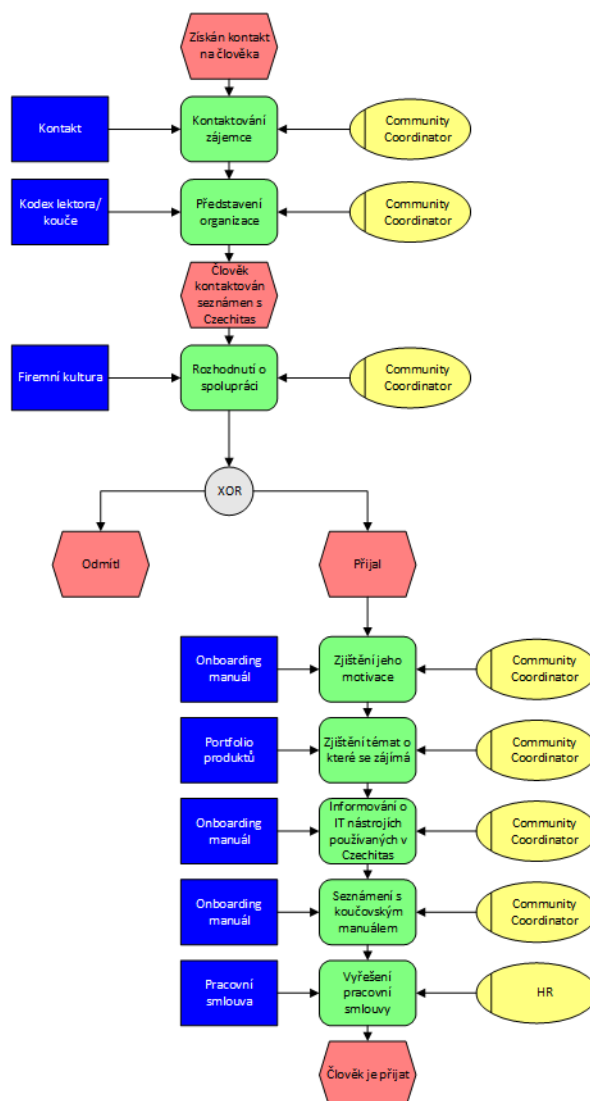 Získán kontakt
na člověka
Kontakt
Kontaktování
zájemce
Community
Coordinator
Kodex lektora/
kouče
Představení
organizace
Community
Coordinator
Člověk
kontaktován
seznámen s
Czechitas
Firemní kultura
Rozhodnutí o
spolupráci
Community
Coordinator
XOR
Odmítl
Přijal
Onboarding
manuál
Zjištění jeho
motivace
Community
Coordinator
Portfolio
produktů
Zjištění témat o
které se zájímá
Community
Coordinator
Onboarding
manuál
Informování o
IT nástrojích
používaných v
Czechitas
Community
Coordinator
Onboarding
manuál
Seznámení s
koučovským
manuálem
Community
Coordinator
Pracovní
smlouva
Vyřešení
pracovní
smlouvy
HR
Člověk je přijat